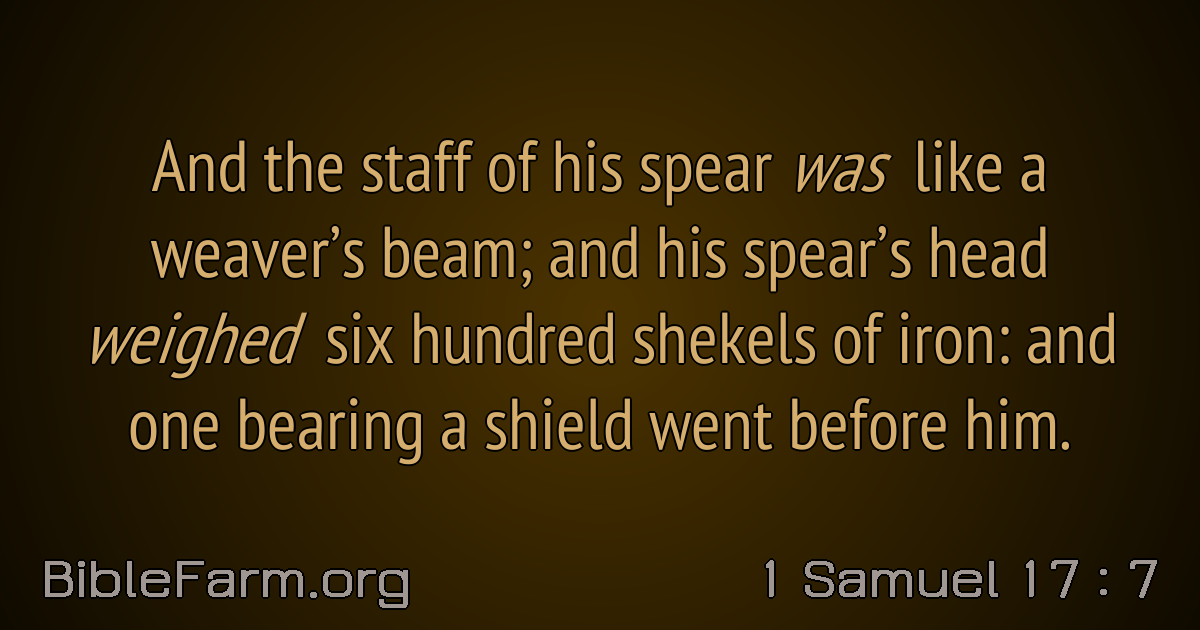 And the staff of his spear was like a
weaver’s beam; and his spear’s head
weighed six hundred shekels of iron: and
one bearing a shield went before him.
BibleFarm.org
1 Samuel 17 : 7